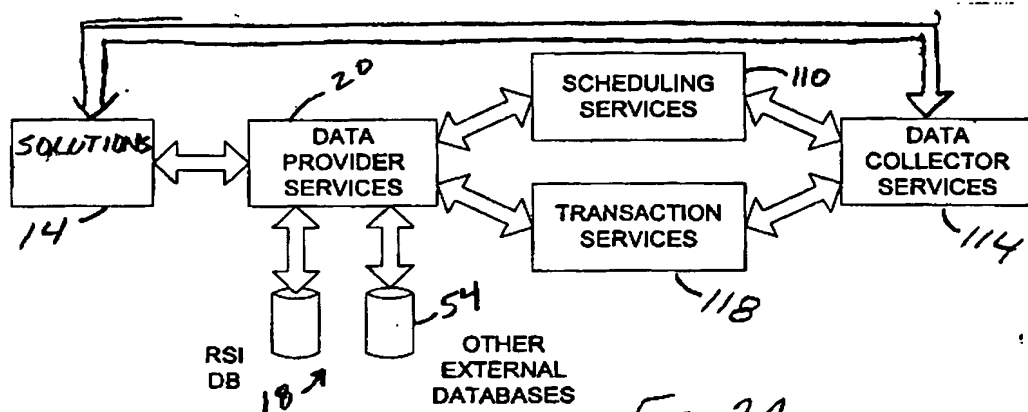 20
SCHEDULING
SERVICES
110
SOLUTIONS
14
DATA
PROVIDER
SERVICES
DATA
COLLECTOR
SERVICES
114
TRANSACTION
SERVICES
118
RSI
DB
18
54
OTHER
EXTERNAL
DATABASES